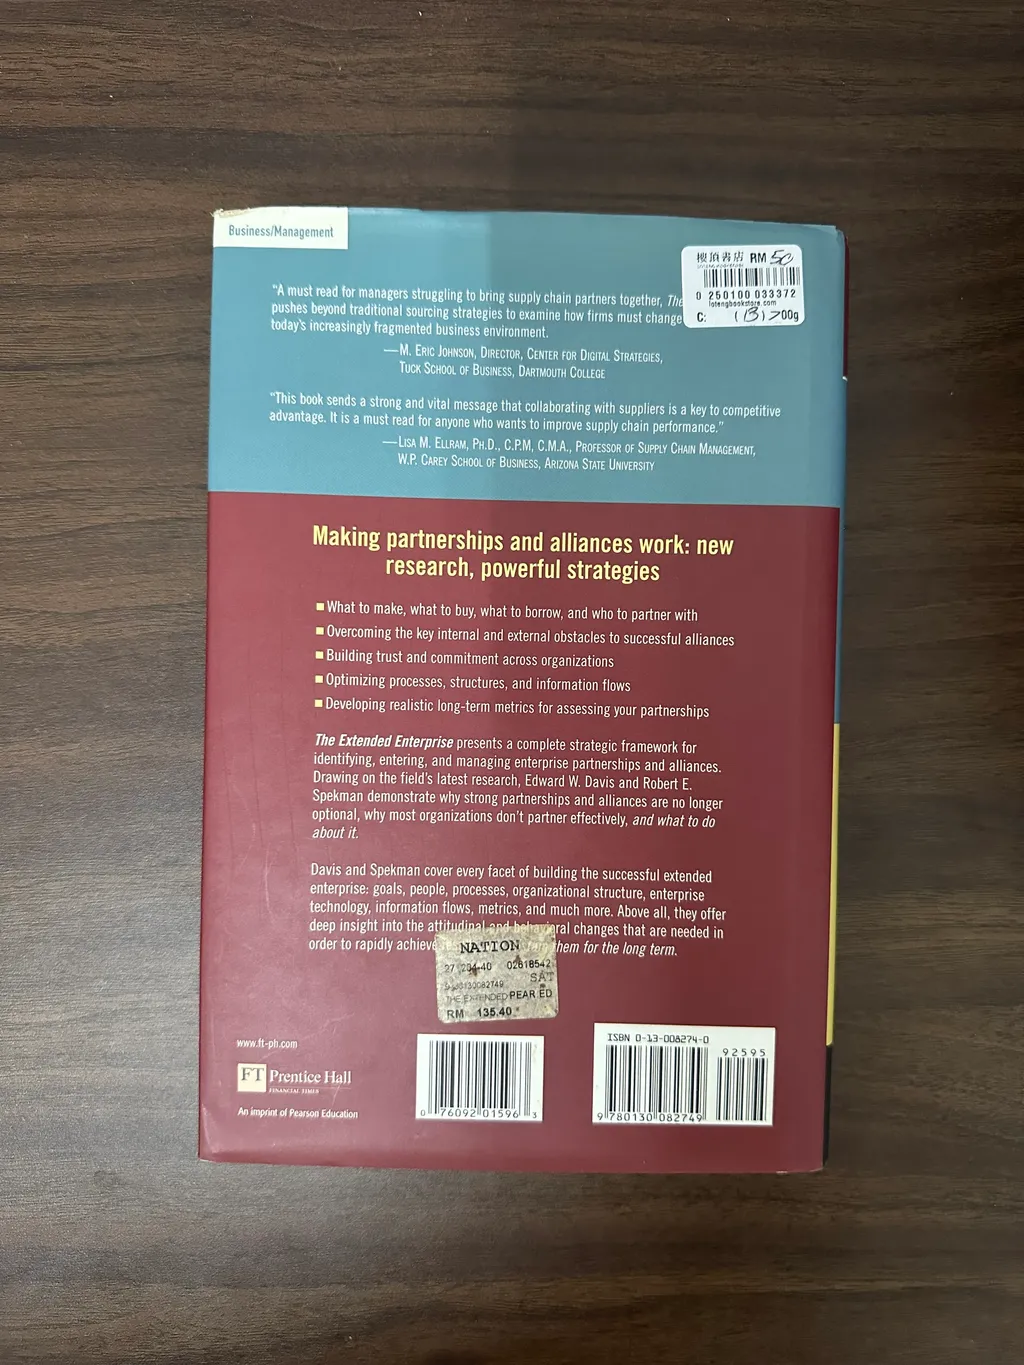 Business/Management
樓頂書店 RM 50
0 250100 033372
lotengbookstore.com
C: (B) 700g
"A must read for managers struggling to bring supply chain partners together, The
pushes beyond traditional sourcing strategies to examine how firms must change
today's increasingly fragmented business environment.
—M. Eric Johnson, Director, Center for Digital Strategies,
Tuck School of Business, Dartmouth College
"This book sends a strong and vital message that collaborating with suppliers is a key to competitive
advantage. It is a must read for anyone who wants to improve supply chain performance."
—Lisa M. Ellram, Ph.D., C.P.M, C.M.A., Professor of Supply Chain Management,
W.P. Carey School of Business, Arizona State University
Making partnerships and alliances work: new
research, powerful strategies
■ What to make, what to buy, what to borrow, and who to partner with
■ Overcoming the key internal and external obstacles to successful alliances
■ Building trust and commitment across organizations
■ Optimizing processes, structures, and information flows
■ Developing realistic long-term metrics for assessing your partnerships
The Extended Enterprise presents a complete strategic framework for
identifying, entering, and managing enterprise partnerships and alliances.
Drawing on the field's latest research, Edward W. Davis and Robert E.
Spekman demonstrate why strong partnerships and alliances are no longer
optional, why most organizations don't partner effectively, and what to do
about it.
Davis and Spekman cover every facet of building the successful extended
enterprise: goals, people, processes, organizational structure, enterprise
technology, information flows, metrics, and much more. Above all, they offer
deep insight into the attitudinal and behavioral changes that are needed in
order to rapidly achieve them for the long term.
NATION
27 204-40 02618542
SAT
9780130082749
THE EXTENDED PEAR ED
RM 135.40
www.ft-ph.com
FT Prentice Hall
FINANCIAL TIMES
An imprint of Pearson Education
0 76092 01596 3
ISBN 0-13-008274-0
92595
9 780130 082749